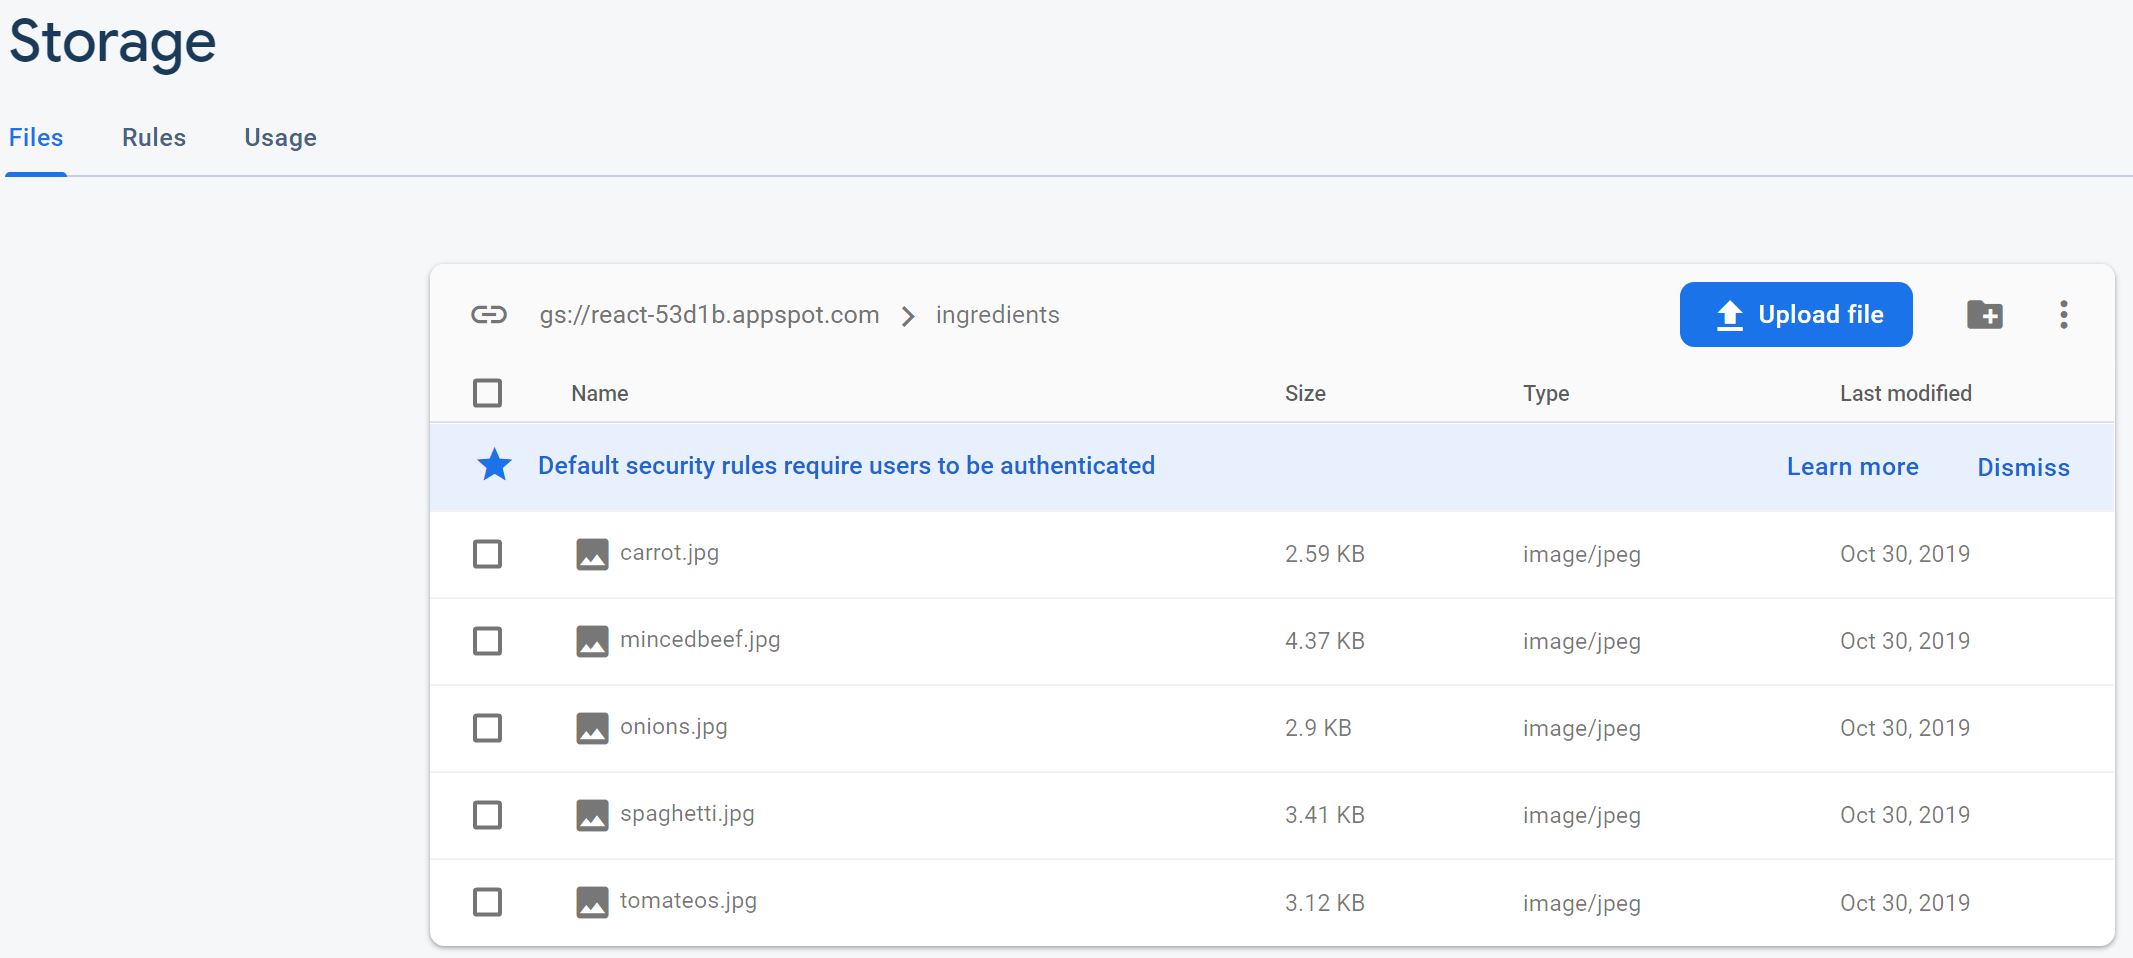 Storage
Files Rules Usage
gs://react-53d1b.appspot.com > ingredients Upload file
Name Size Type Last modified
Default security rules require users to be authenticated Learn more Dismiss
carrot.jpg 2.59 KB image/jpeg Oct 30, 2019
mincedbeef.jpg 4.37 KB image/jpeg Oct 30, 2019
onions.jpg 2.9 KB image/jpeg Oct 30, 2019
spaghetti.jpg 3.41 KB image/jpeg Oct 30, 2019
tomateos.jpg 3.12 KB image/jpeg Oct 30, 2019